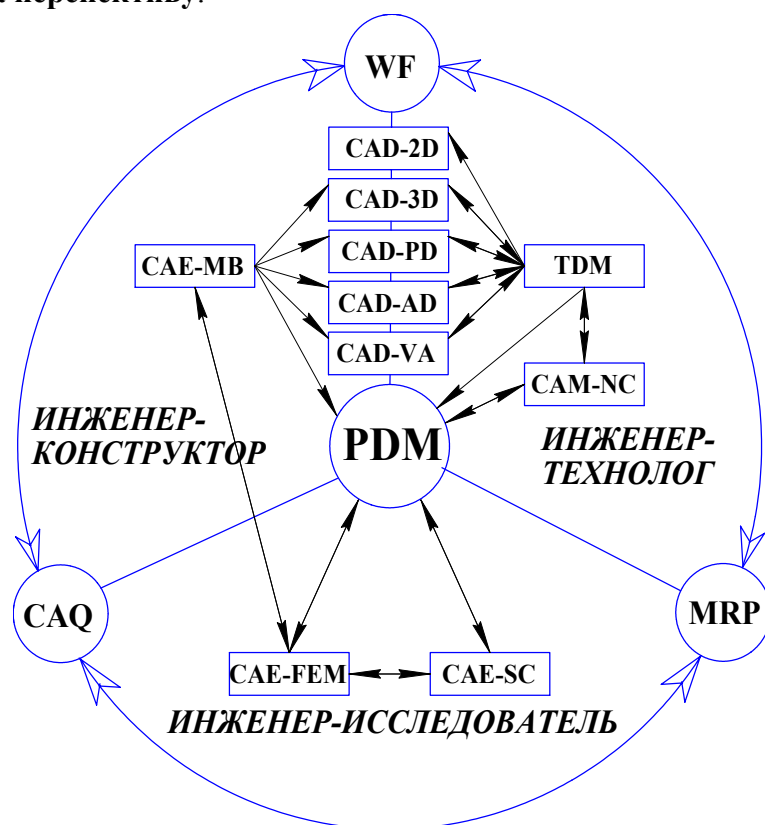 перспективу.
WF
CAD-2D
CAD-3D
CAD-PD
CAE-MB
TDM
CAD-AD
CAD-VA
CAM-NC
ИНЖЕНЕР-
КОНСТРУКТОР
PDM
ИНЖЕНЕР-
ТЕХНОЛОГ
CAQ
MRP
CAE-FEM
CAE-SC
ИНЖЕНЕР-ИССЛЕДОВАТЕЛЬ